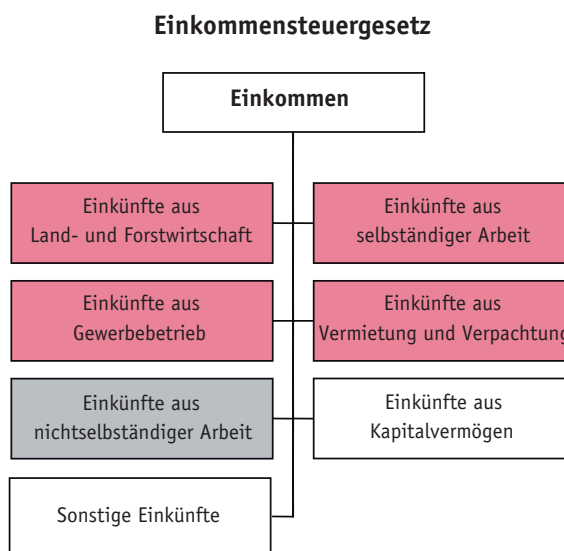 Einkommensteuergesetz
Einkommen
Einkünfte aus
Land- und Forstwirtschaft
Einkünfte aus
selbständiger Arbeit
Einkünfte aus
Gewerbebetrieb
Einkünfte aus
Vermietung und Verpachtung
Einkünfte aus
nichtselbständiger Arbeit
Einkünfte aus
Kapitalvermögen
Sonstige Einkünfte